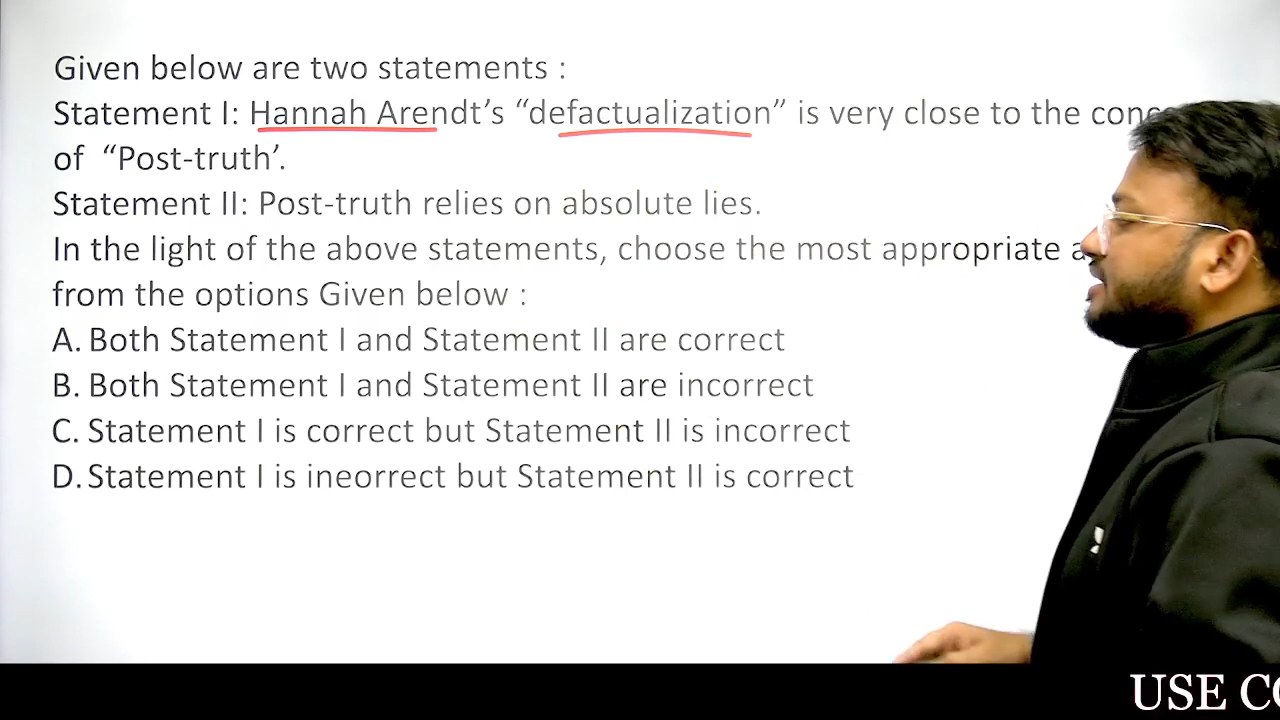 Given below are two statements :
Statement I: Hannah Arendt's “defactualization” is very close to the
of “Post-truth'.
Statement II: Post-truth relies on absolute lies.
In the light of the above statements, choose the most appropriate
from the options Given below :
A. Both Statement I and Statement II are correct
B. Both Statement I and Statement II are incorrect
C. Statement I is correct but Statement II is incorrect
D. Statement I is ineorrect but Statement II is correct
USE